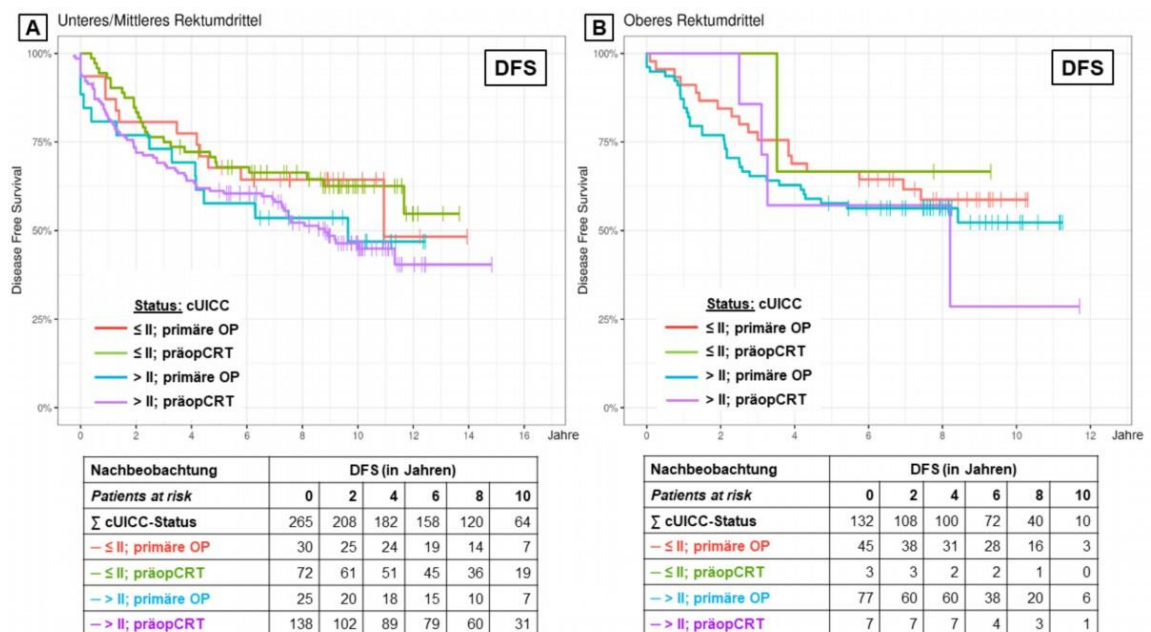 A Unteres/Mittleres Rektumdrittel
DFS
Disease Free Survival
100%
75%
50%
25%
0%
Status: cUICC
≤ II; primäre OP
≤ II; präopCRT
> II; primäre OP
> II; präopCRT
0 2 4 6 8 10 12 14 16 Jahre
Nachbeobachtung DFS (in Jahren)
Patients at risk 0 2 4 6 8 10
∑ cUICC-Status 265 208 182 158 120 64
— ≤ II; primäre OP 30 25 24 19 14 7
— ≤ II; präopCRT 72 61 51 45 36 19
— > II; primäre OP 25 20 18 15 10 7
— > II; präopCRT 138 102 89 79 60 31
B Oberes Rektumdrittel
DFS
Disease Free Survival
100%
75%
50%
25%
0%
Status: cUICC
≤ II; primäre OP
≤ II; präopCRT
> II; primäre OP
> II; präopCRT
0 2 4 6 8 10 12 Jahre
Nachbeobachtung DFS (in Jahren)
Patients at risk 0 2 4 6 8 10
∑ cUICC-Status 132 108 100 72 40 10
— ≤ II; primäre OP 45 38 31 28 16 3
— ≤ II; präopCRT 3 3 2 2 1 0
— > II; primäre OP 77 60 60 38 20 6
— > II; präopCRT 7 7 7 4 3 1